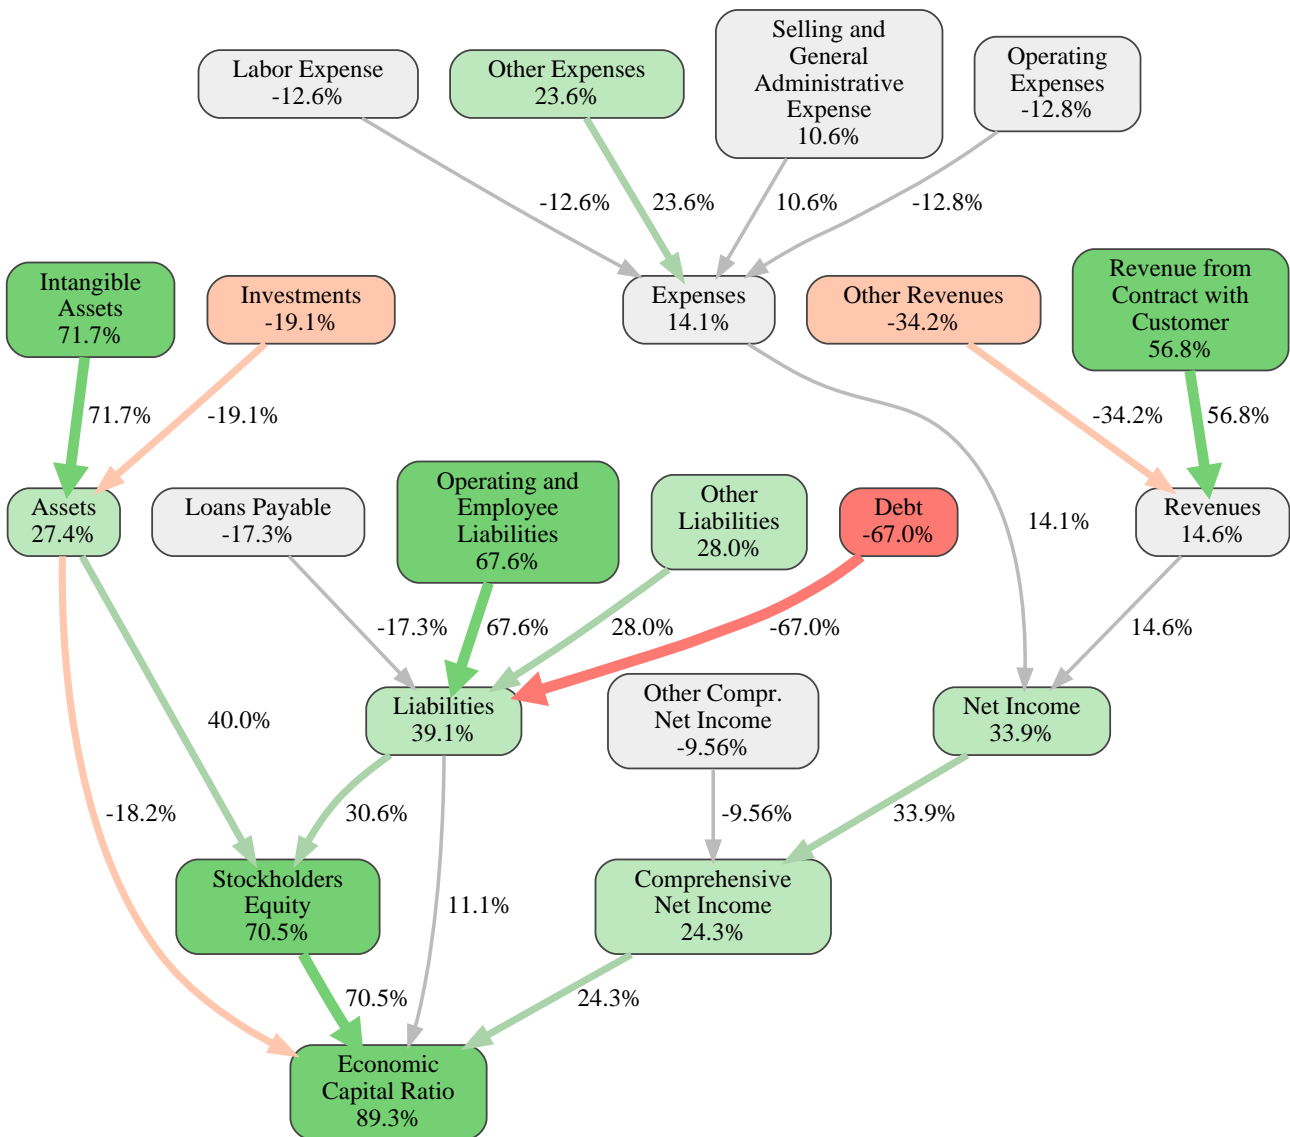 Labor Expense
-12.6%
Other Expenses
23.6%
Selling and
General
Administrative
Expense
10.6%
Operating
Expenses
-12.8%
-12.6%
23.6%
10.6%
-12.8%
Intangible
Assets
71.7%
Investments
-19.1%
Expenses
14.1%
Other Revenues
-34.2%
Revenue from
Contract with
Customer
56.8%
71.7%
-19.1%
-34.2%
56.8%
Assets
27.4%
Loans Payable
-17.3%
Operating and
Employee
Liabilities
67.6%
Other
Liabilities
28.0%
Debt
-67.0%
14.1%
Revenues
14.6%
-17.3%
67.6%
28.0%
-67.0%
14.6%
40.0%
Liabilities
39.1%
Other Compr.
Net Income
-9.56%
Net Income
33.9%
-18.2%
30.6%
-9.56%
33.9%
Stockholders
Equity
70.5%
11.1%
Comprehensive
Net Income
24.3%
70.5%
24.3%
Economic
Capital Ratio
89.3%